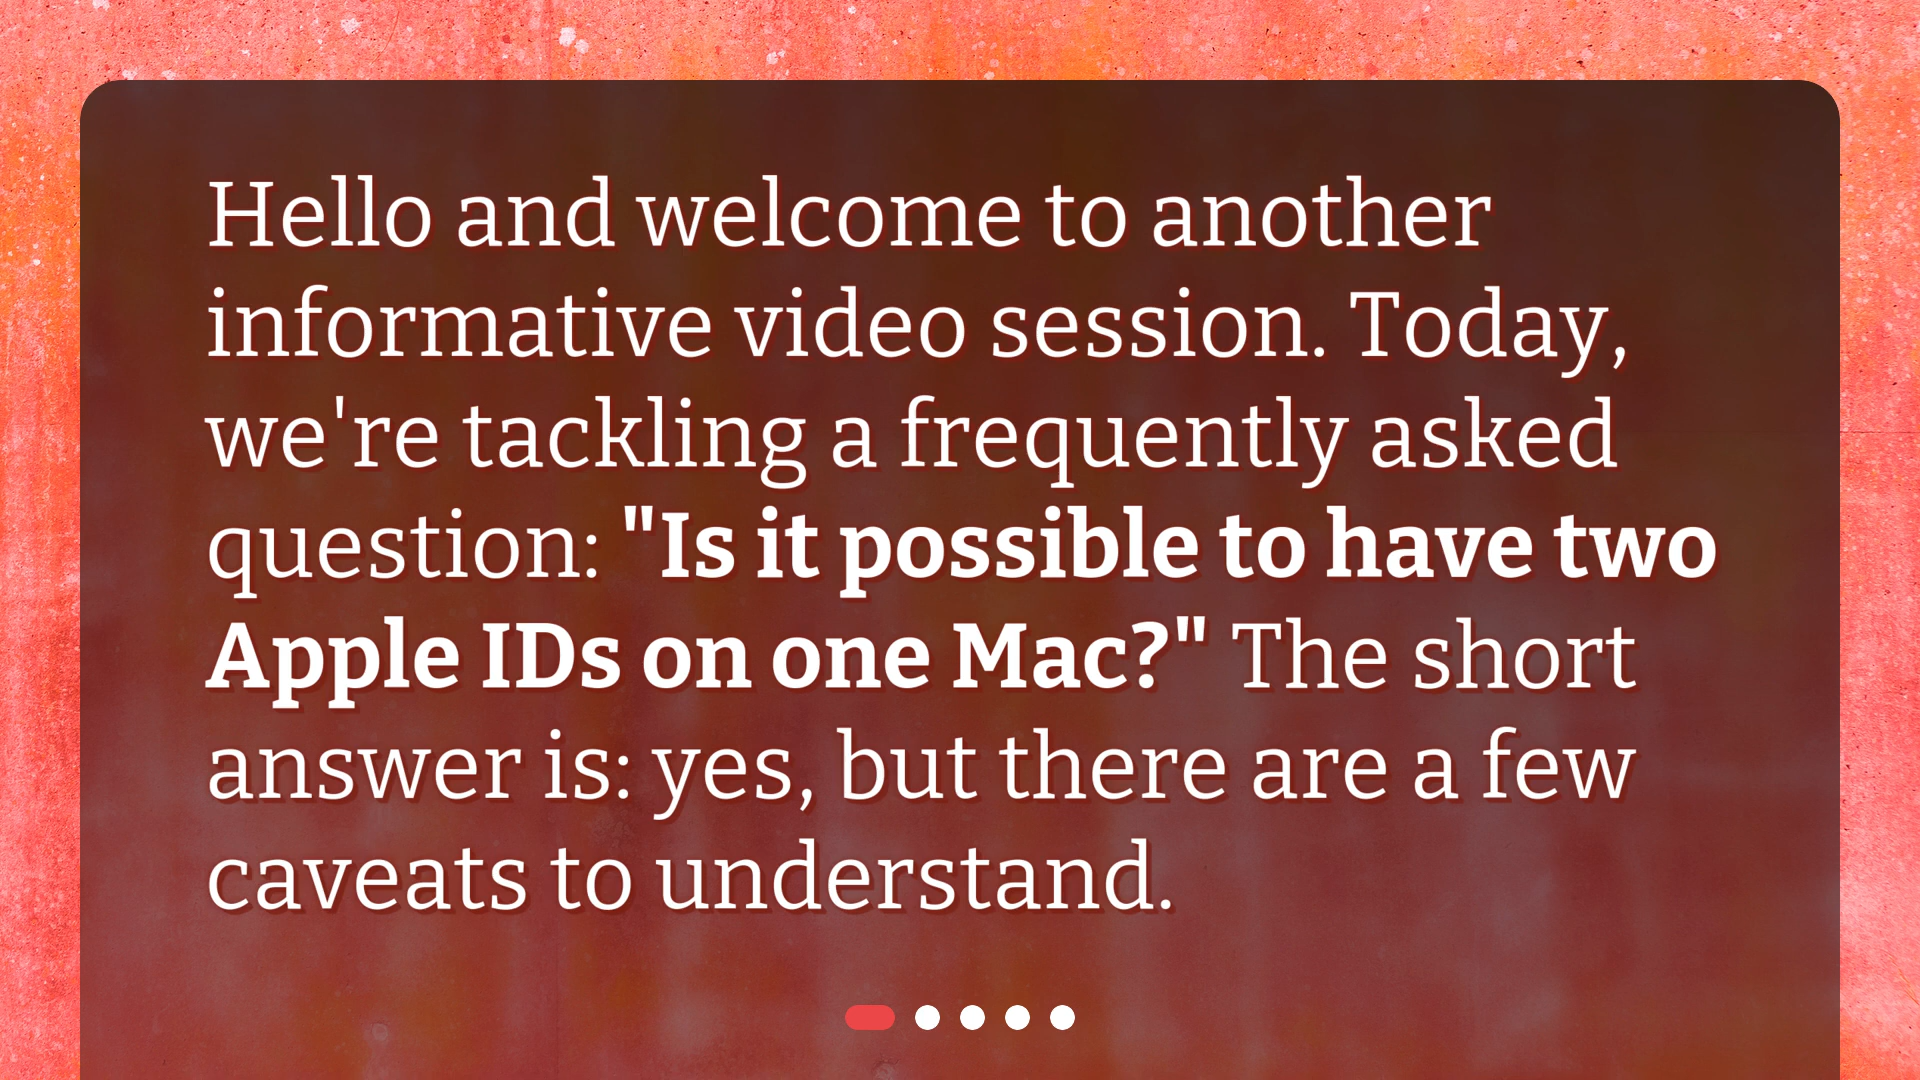 Hello and welcome to another
informative video session. Today,
we're tackling a frequently asked
question: "Is it possible to have two
Apple IDs on one Mac?" The short
answer is: yes, but there are a few
caveats to understand.